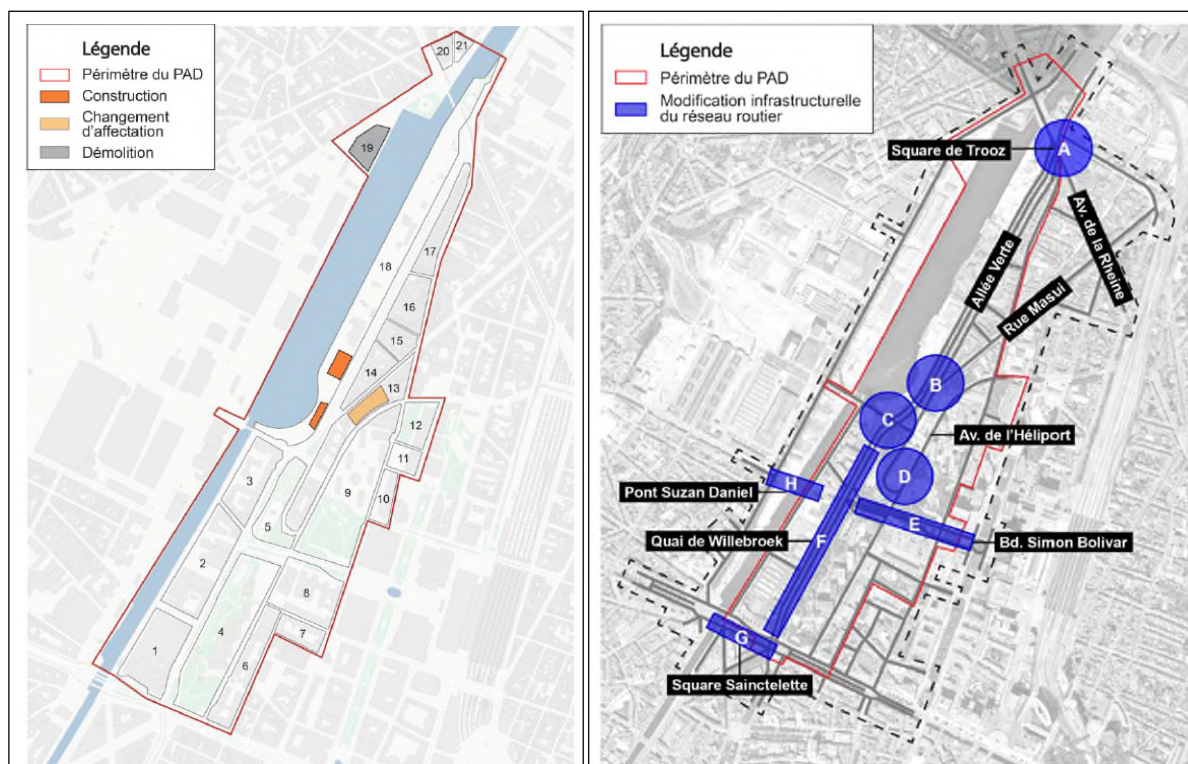 Légende
Périmètre du PAD
Construction
Changement
d'affectation
Démolition
20
21
19
17
18
16
15
14
13
12
11
10
9
3
5
2
8
4
7
1
6
Légende
Périmètre du PAD
Modification infrastructurelle
du réseau routier
Square de Trooz
A
Av. de la Rheine
Allée Verte
Rue Masui
B
C
Av. de l'Héliport
D
H
Pont Suzan Daniel
E
Quai de Willebroek
F
Bd. Simon Bolivar
G
Square Sainctelette